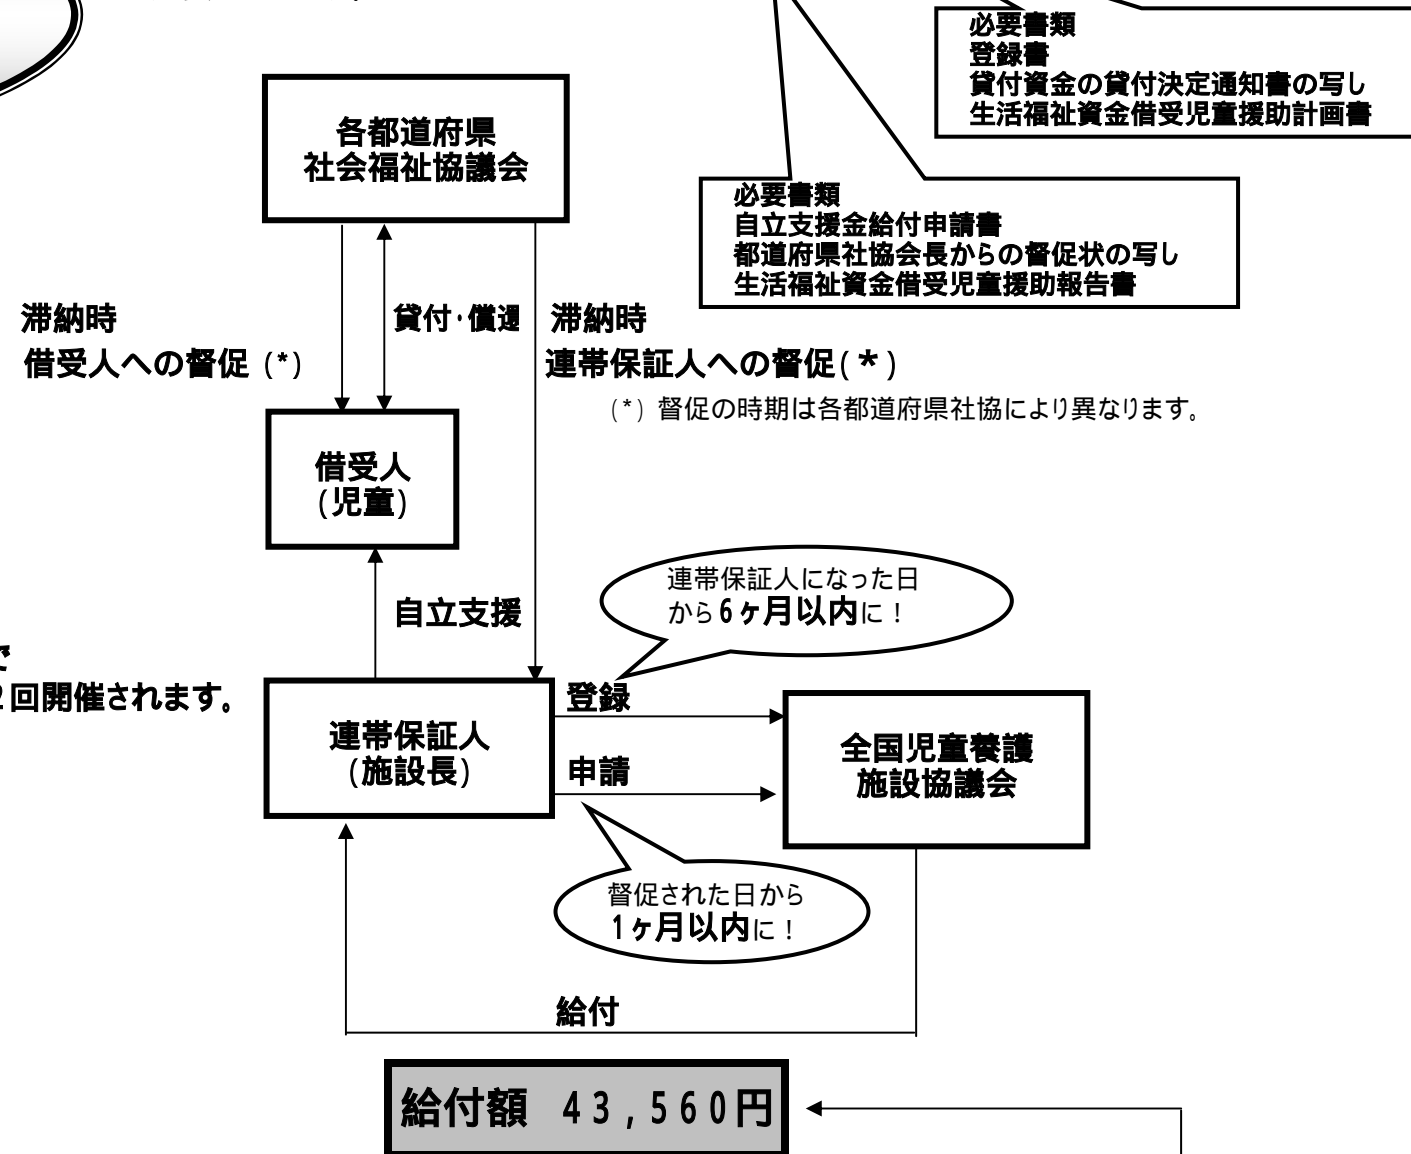 必要書類
登録書
貸付資金の貸付決定通知書の写し
生活福祉資金借受児童援助計画書
各都道府県
社会福祉協議会
必要書類
自立支援金給付申請書
都道府県社協会長からの督促状の写し
生活福祉資金借受児童援助報告書
滞納時
借受人への督促 (*)
貸付・償還
滞納時
連帯保証人への督促(*)
(*) 督促の時期は各都道府県社協により異なります。
借受人
(児童)
連帯保証人になった日
から6ヶ月以内に!
自立支援
で
2回開催されます。
登録
連帯保証人
(施設長)
申請
全国児童養護
施設協議会
督促された日から
1ヶ月以内に!
給付
給付額 43,560円